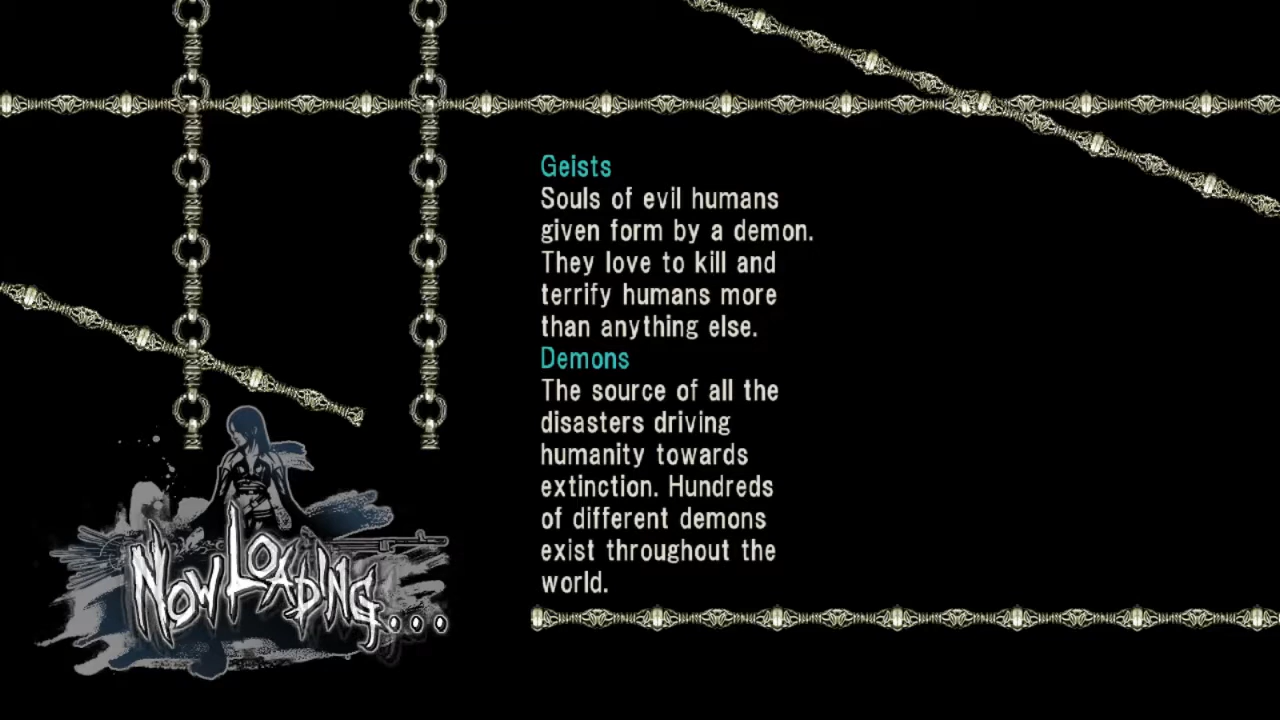 Geists
Souls of evil humans
given form by a demon.
They love to kill and
terrify humans more
than anything else.
Demons
The source of all the
disasters driving
humanity towards
extinction. Hundreds
of different demons
exist throughout the
world.
Now Loading...